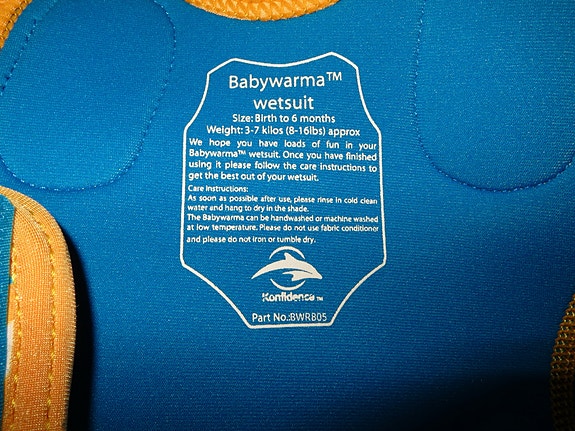 Babywarma™
wetsuit
Size: Birth to 6 months
Weight: 3-7 kilos (8-16lbs) approx
We hope you have loads of fun in your
Babywarma™ wetsuit. Once you have finished
using it please follow the care instructions to
get the best out of your wetsuit.
Care Instructions:
As soon as possible after use, please rinse in cold clean
water and hang to dry in the shade.
The Babywarma can be handwashed or machine washed
at low temperature. Please do not use fabric conditioner
and please do not iron or tumble dry.
Konfidence™
Part No.:BWR805